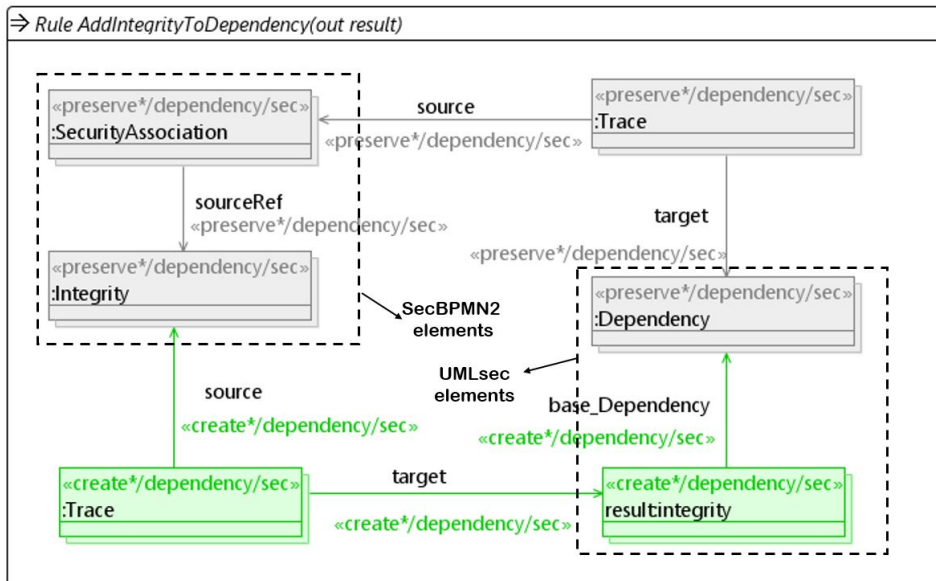 Rule AddIntegrityToDependency(out result)
«preserve*/dependency/sec»
:SecurityAssociation
source
«preserve*/dependency/sec»
«preserve*/dependency/sec»
:Trace
sourceRef
«preserve*/dependency/sec»
target
«preserve*/dependency/sec»
«preserve*/dependency/sec»
:Integrity
SecBPMN2
elements
«preserve*/dependency/sec»
:Dependency
UMLsec
elements
source
«create*/dependency/sec»
base_Dependency
«create*/dependency/sec»
«create*/dependency/sec»
:Trace
target
«create*/dependency/sec»
«create*/dependency/sec»
result:integrity